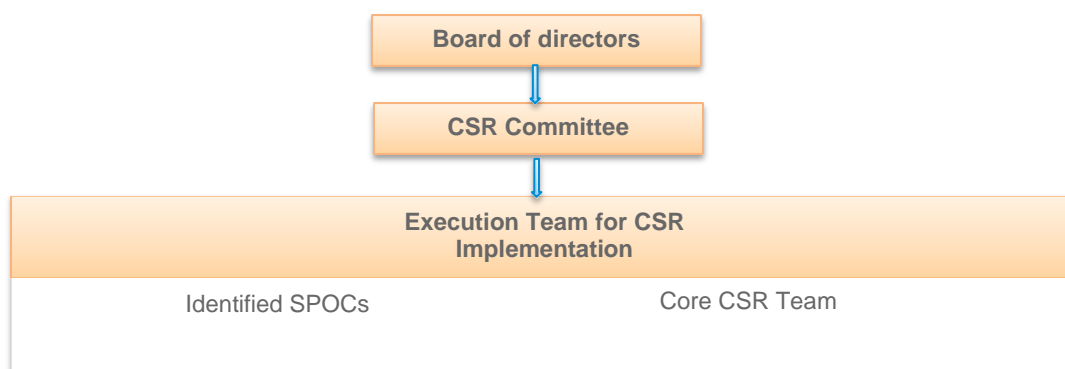 Board of directors
CSR Committee
Execution Team for CSR
Implementation
Identified SPOCs
Core CSR Team